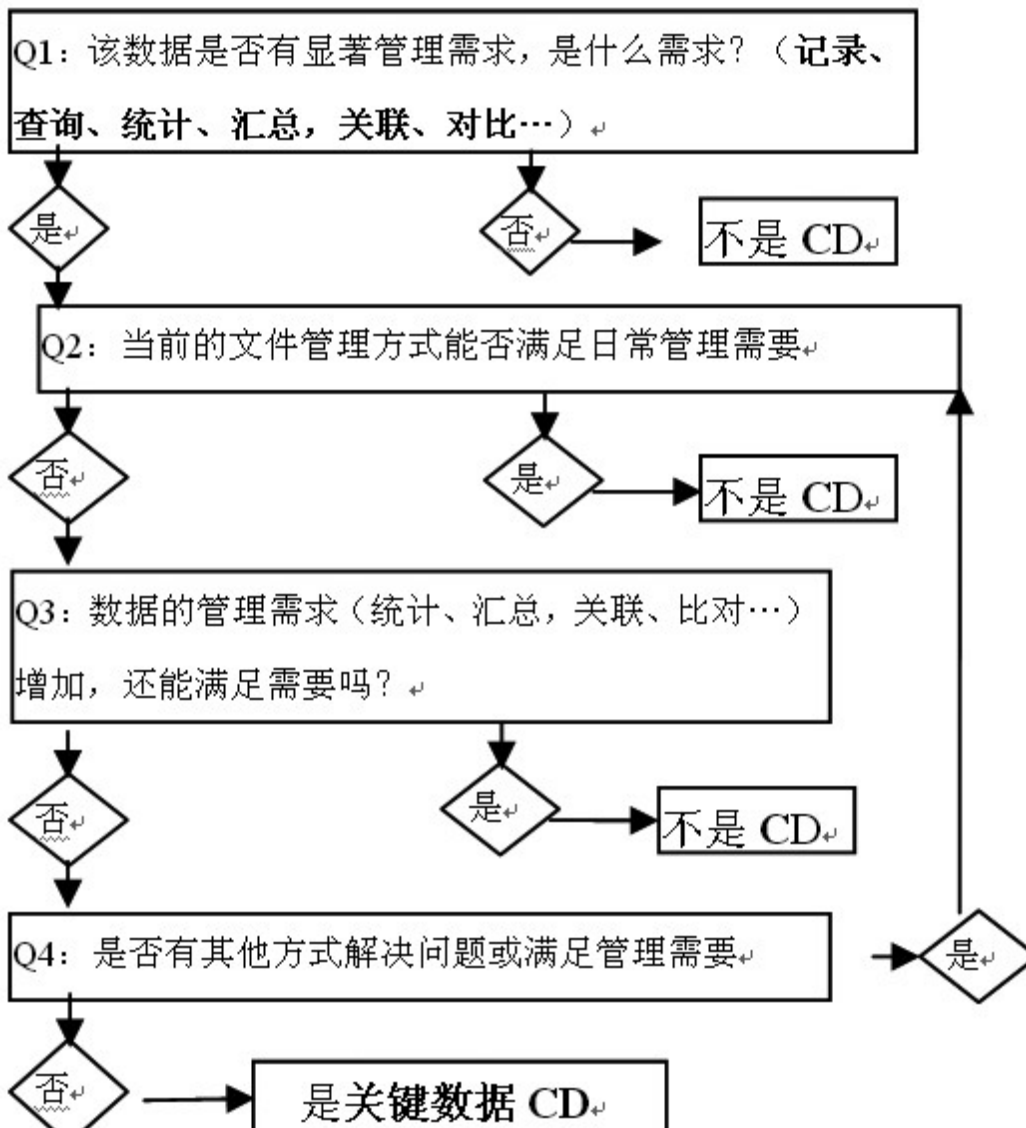 Q1：该数据是否有显著管理需求，是什么需求？（记录、
查询、统计、汇总，关联、对比…）
是
否
不是 CD
Q2：当前的文件管理方式能否满足日常管理需要
否
是
不是 CD
Q3：数据的管理需求（统计、汇总，关联、比对…）
增加，还能满足需要吗？
否
是
不是 CD
Q4：是否有其他方式解决问题或满足管理需要
是
否
是关键数据 CD